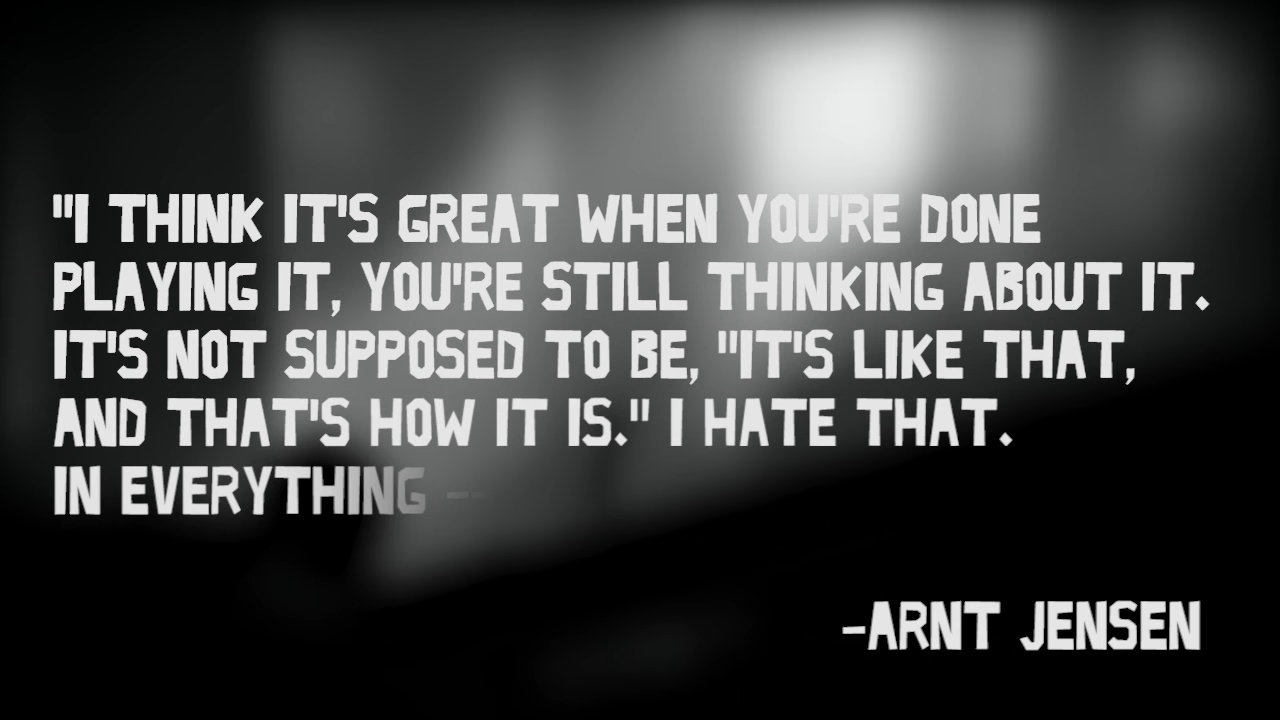 "I THINK IT'S GREAT WHEN YOU'RE DONE
PLAYING IT, YOU'RE STILL THINKING ABOUT IT.
IT'S NOT SUPPOSED TO BE, "IT'S LIKE THAT,
AND THAT'S HOW IT IS." I HATE THAT.
IN EVERYTHING --
-ARNT JENSEN